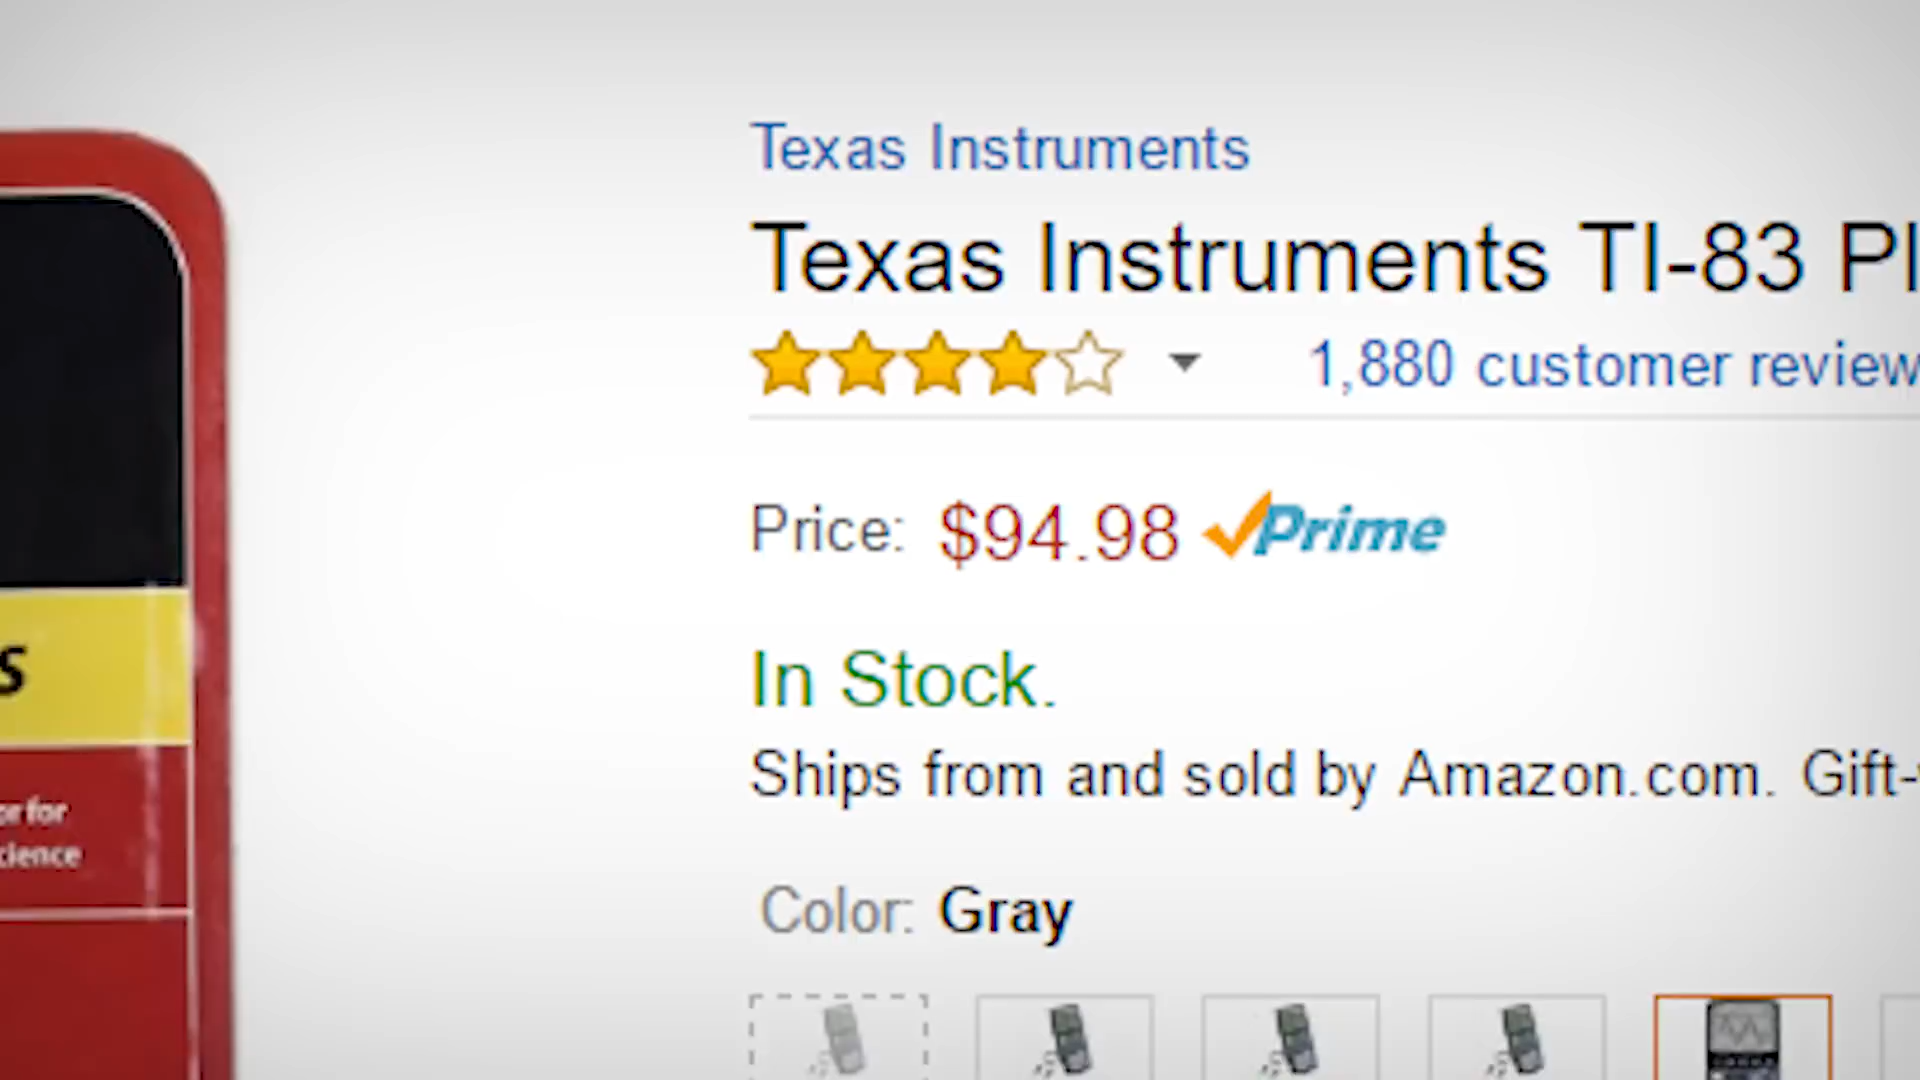 Texas Instruments
Texas Instruments TI-83 Pl
1,880 customer review
Price: $94.98 Prime
In Stock.
Ships from and sold by Amazon.com. Gift-
Color: Gray
s
or for
cience